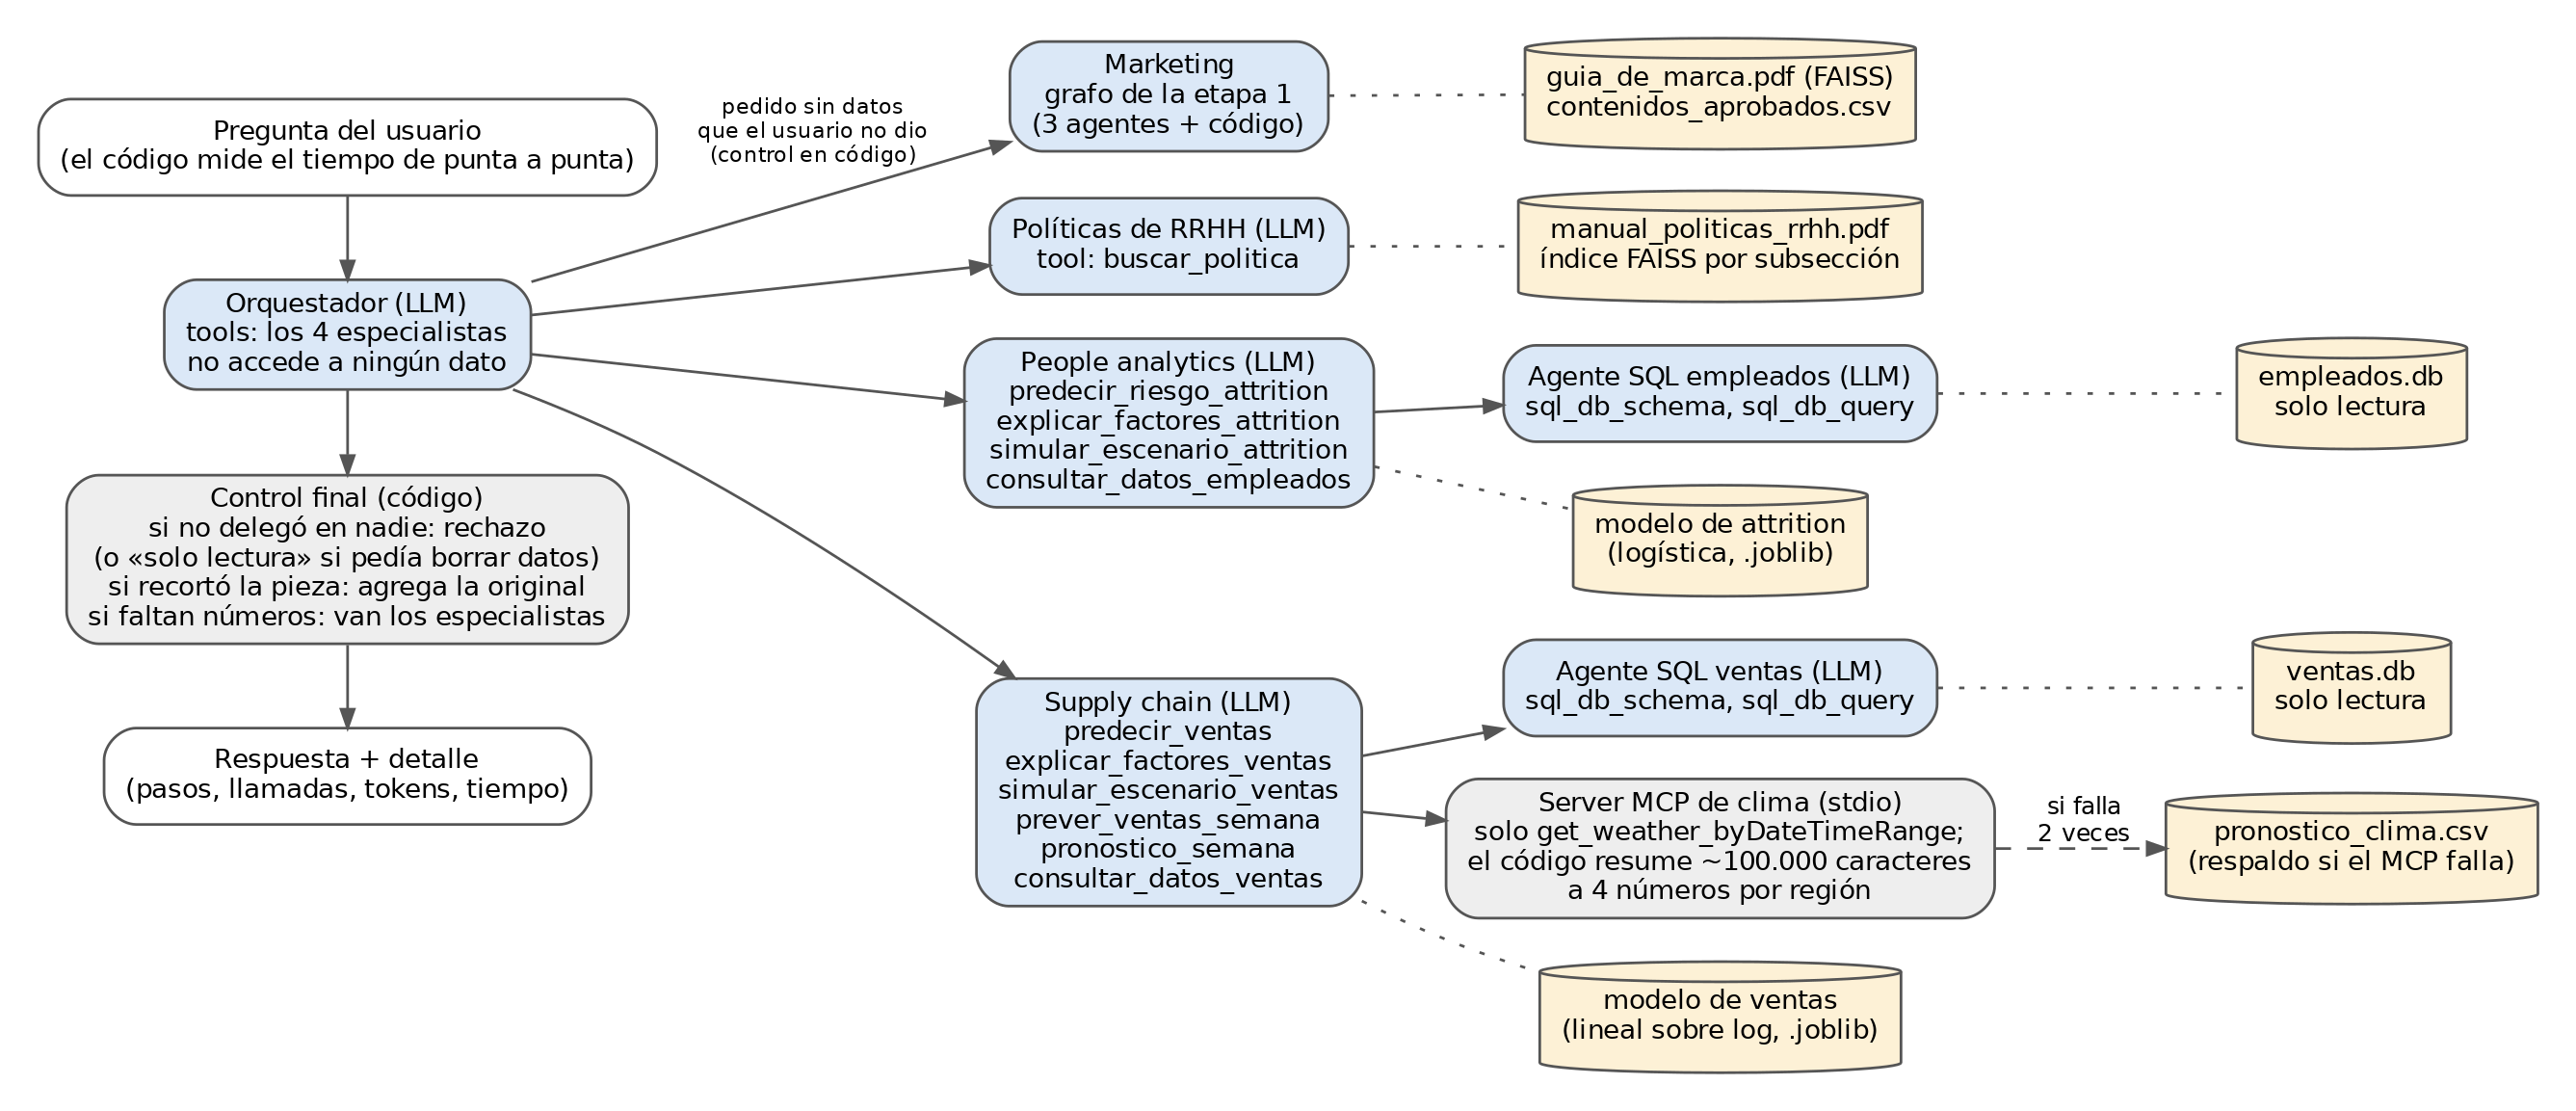 Pregunta del usuario
(el código mide el tiempo de punta a punta)
Orquestador (LLM)
tools: los 4 especialistas
no accede a ningún dato
Control final (código)
si no delegó en nadie: rechazo
(o «solo lectura» si pedía borrar datos)
si recortó la pieza: agrega la original
si faltan números: van los especialistas
Respuesta + detalle
(pasos, llamadas, tokens, tiempo)
pedido sin datos
que el usuario no dio
(control en código)
Marketing
grafo de la etapa 1
(3 agentes + código)
guia_de_marca.pdf (FAISS)
contenidos_aprobados.csv
Políticas de RRHH (LLM)
tool: buscar_politica
manual_politicas_rrhh.pdf
índice FAISS por subsección
People analytics (LLM)
predecir_riesgo_attrition
explicar_factores_attrition
simular_escenario_attrition
consultar_datos_empleados
Agente SQL empleados (LLM)
sql_db_schema, sql_db_query
empleados.db
solo lectura
modelo de attrition
(logística, .joblib)
Supply chain (LLM)
predecir_ventas
explicar_factores_ventas
simular_escenario_ventas
prever_ventas_semana
pronostico_semana
consultar_datos_ventas
Agente SQL ventas (LLM)
sql_db_schema, sql_db_query
ventas.db
solo lectura
Server MCP de clima (stdio)
solo get_weather_byDateTimeRange;
el código resume ~100.000 caracteres
a 4 números por región
si falla
2 veces
pronostico_clima.csv
(respaldo si el MCP falla)
modelo de ventas
(lineal sobre log, .joblib)